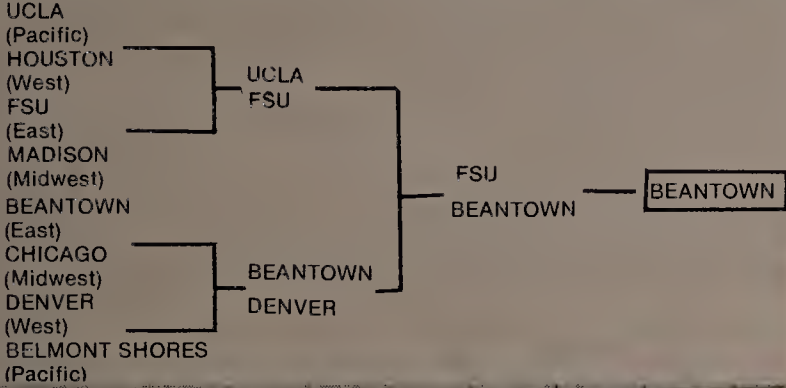 UCLA
(Pacific)
HOUSTON
(West)
FSU
(East)
MADISON
(Midwest)
BEANTOWN
(East)
CHICAGO
(Midwest)
DENVER
(West)
BELMONT SHORES
(Pacific)
UCLA
FSU
BEANTOWN
DENVER
FSU
BEANTOWN
BEANTOWN